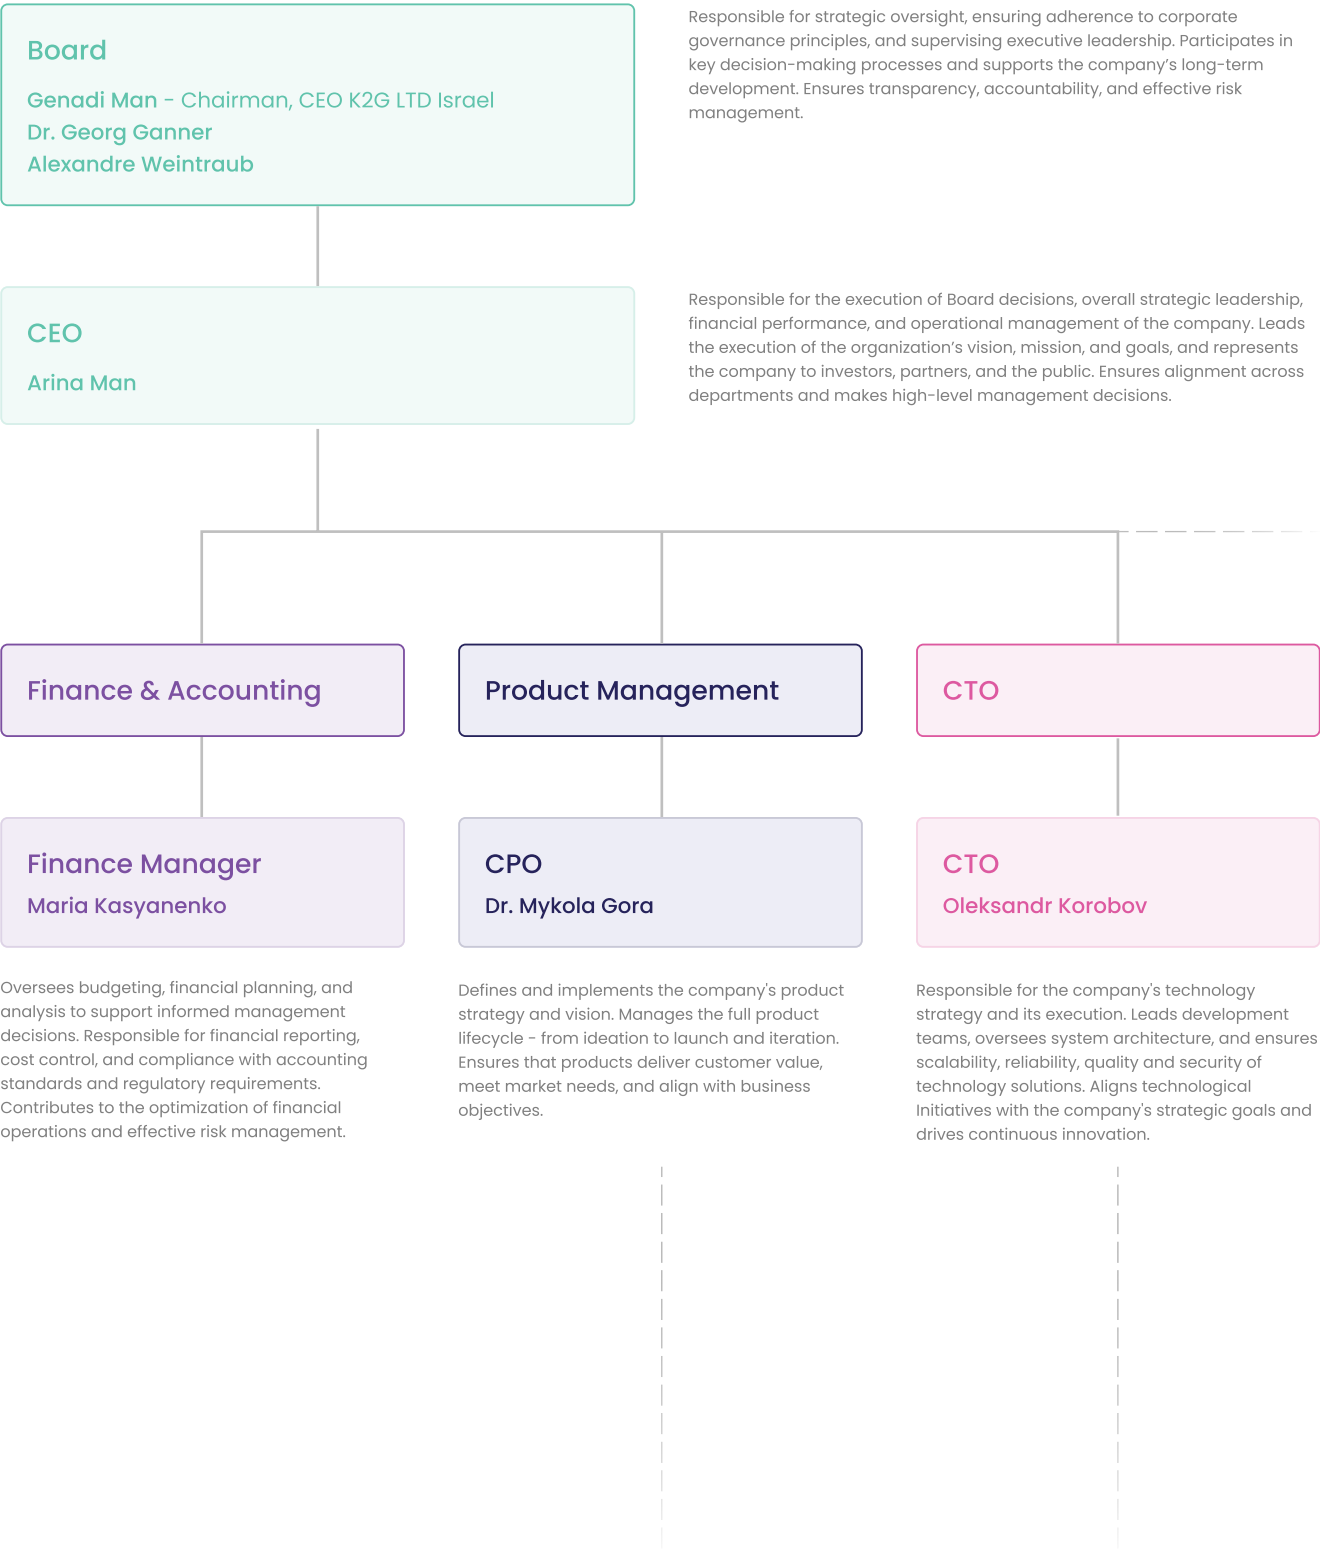 Board
Genadi Man - Chairman, CEO K2G LTD Israel
Dr. Georg Ganner
Alexandre Weintraub
Responsible for strategic oversight, ensuring adherence to corporate
governance principles, and supervising executive leadership. Participates in
key decision-making processes and supports the company’s long-term
development. Ensures transparency, accountability, and effective risk
management.
CEO
Arina Man
Responsible for the execution of Board decisions, overall strategic leadership,
financial performance, and operational management of the company. Leads
the execution of the organization’s vision, mission, and goals, and represents
the company to investors, partners, and the public. Ensures alignment across
departments and makes high-level management decisions.
Finance & Accounting
Product Management
CTO
Finance Manager
Maria Kasyanenko
CPO
Dr. Mykola Gora
CTO
Oleksandr Korobov
Oversees budgeting, financial planning, and
analysis to support informed management
decisions. Responsible for financial reporting,
cost control, and compliance with accounting
standards and regulatory requirements.
Contributes to the optimization of financial
operations and effective risk management.
Defines and implements the company's product
strategy and vision. Manages the full product
lifecycle - from ideation to launch and iteration.
Ensures that products deliver customer value,
meet market needs, and align with business
objectives.
Responsible for the company's technology
strategy and its execution. Leads development
teams, oversees system architecture, and ensures
scalability, reliability, quality and security of
technology solutions. Aligns technological
Initiatives with the company's strategic goals and
drives continuous innovation.